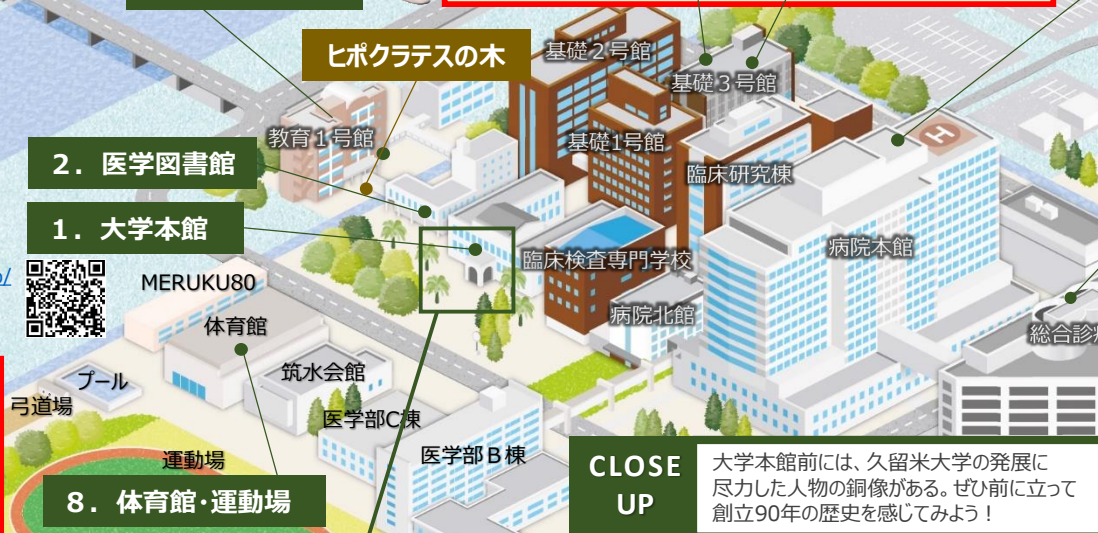 ヒポクラテスの木
基礎２号館
基礎３号館
教育１号館
基礎1号館
2．医学図書館
臨床研究棟
1．大学本館
病院本館
臨床検査専門学校
/
MERUKU80
病院北館
体育館
総合診療
筑水会館
プール
弓道場
医学部C棟
医学部Ｂ棟
運動場
8．体育館・運動場
CLOSE
UP
大学本館前には、久留米大学の発展に
尽力した人物の銅像がある。ぜひ前に立って
創立90年の歴史を感じてみよう！
H